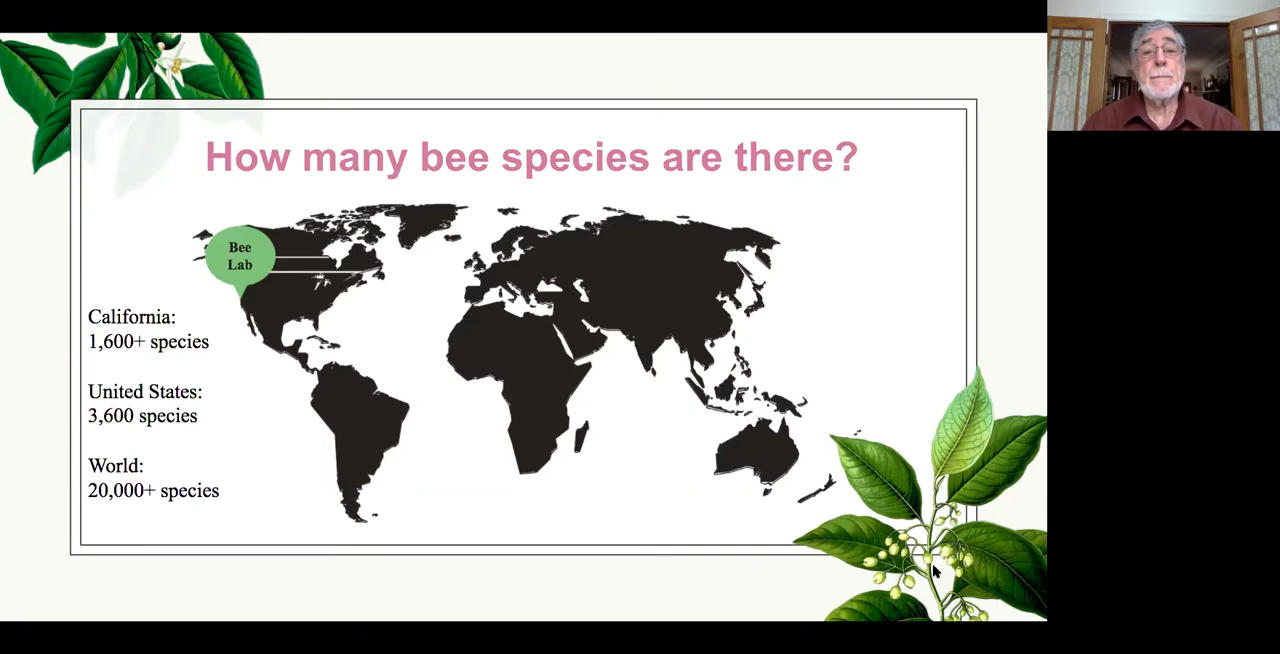 How many bee species are there?
Bee
Lab
California:
1,600+ species
United States:
3,600 species
World:
20,000+ species